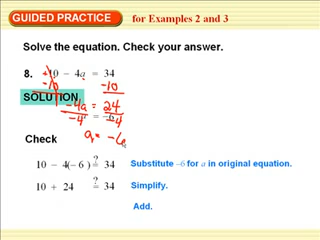 GUIDED PRACTICE for Examples 2 and 3
Solve the equation. Check your answer.
8. 10 − 4a = 34
-10 -10
SOLUTION
-4a = 24
-4 -4
= −6
a = -6
Check
10 − 4(−6) ≟ 34 Substitute −6 for a in original equation.
10 + 24 ≟ 34 Simplify.
Add.